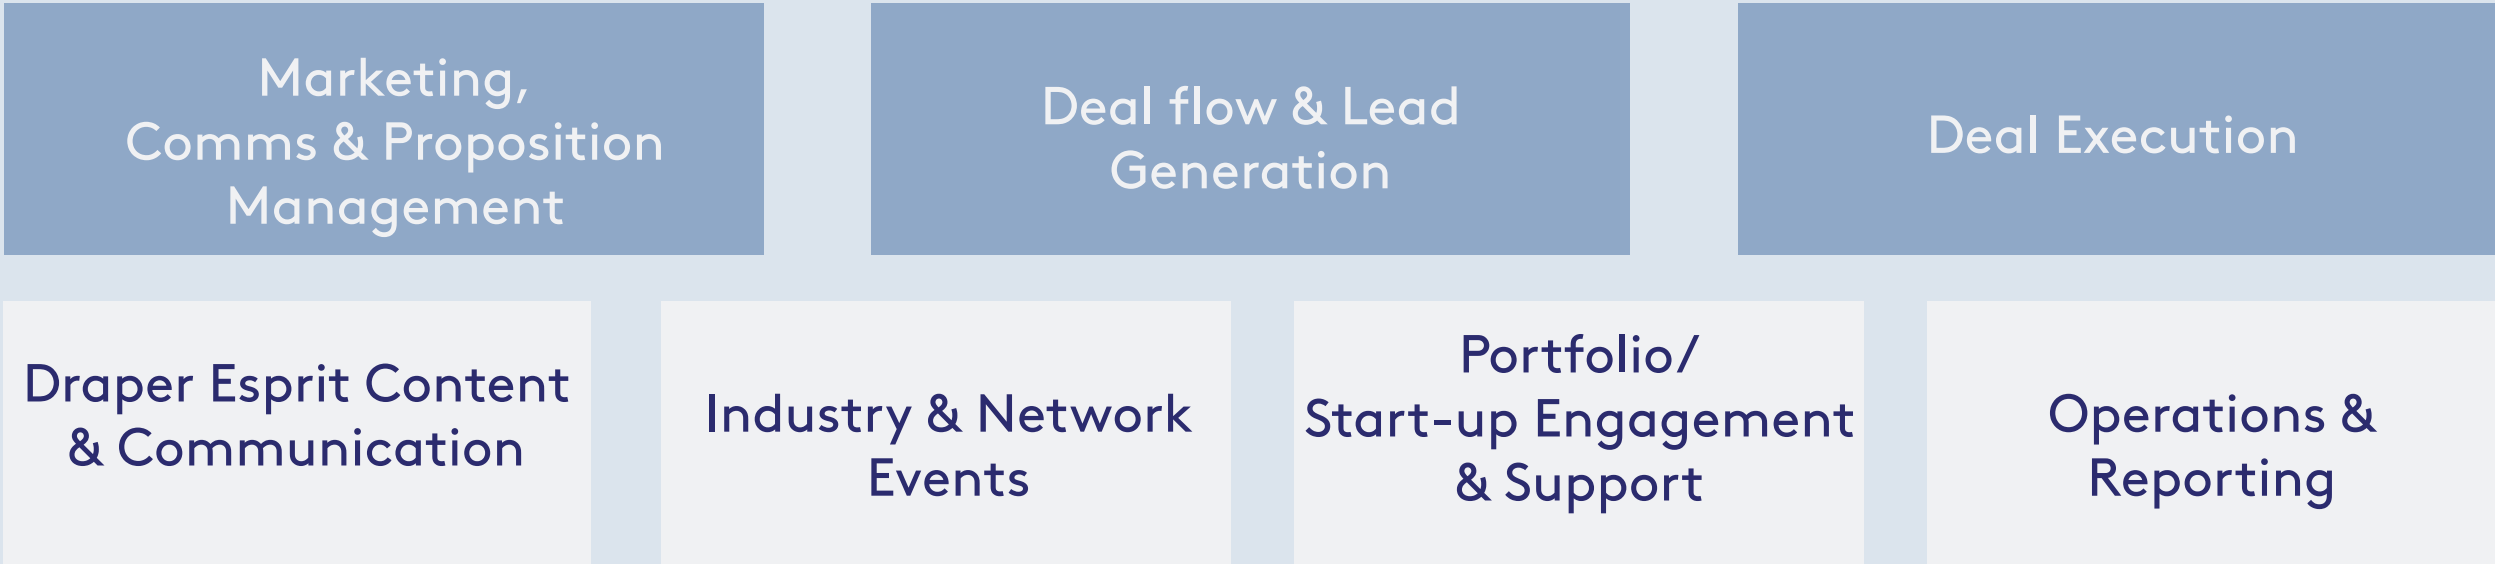 Marketing,
Comms & Proposition
Management
Deal flow & Lead
Generation
Deal Execution
Draper Esprit Content
& Communication
Industry & Network
Events
Portfolio/
Start-up Engagement
& Support
Operations &
Reporting